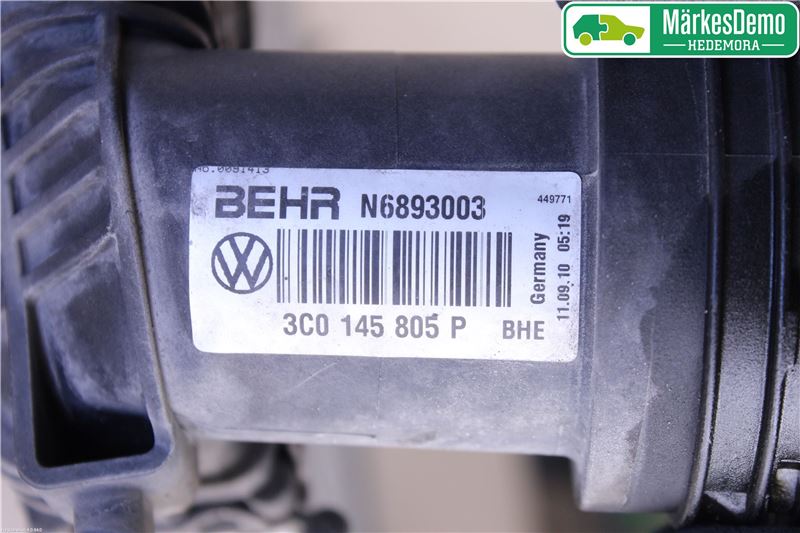 MärkesDemo
HEDEMORA
BEHR N6893003
449771
3C0 145 805 P BHE
Germany
11.09.10 05:19